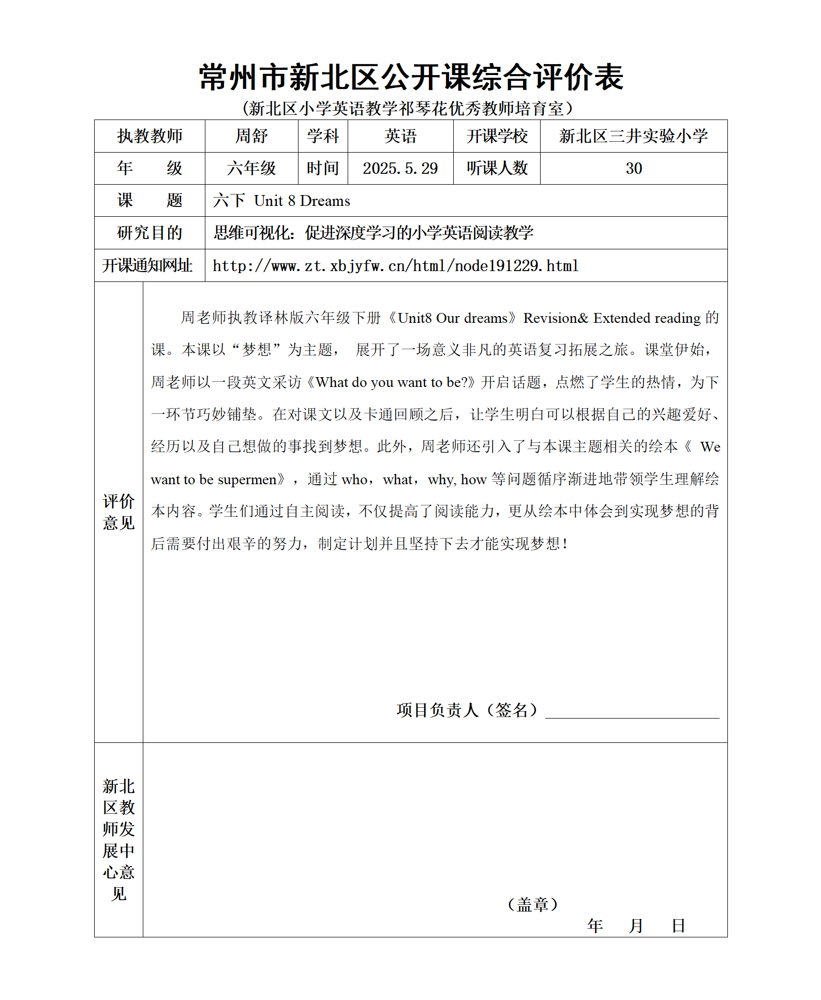 常州市新北区公开课综合评价表
(新北区小学英语教学祁琴花优秀教师培育室）
执教教师 周舒 学科 英语 开课学校 新北区三井实验小学
年 级 六年级 时间 2025.5.29 听课人数 30
课 题 六下 Unit 8 Dreams
研究目的 思维可视化：促进深度学习的小学英语阅读教学
开课通知网址 http://www.zt.xbjyfw.cn/html/node191229.html
评价
意见
周老师执教译林版六年级下册《Unit8 Our dreams》Revision& Extended reading 的
课。本课以“梦想”为主题， 展开了一场意义非凡的英语复习拓展之旅。课堂伊始，
周老师以一段英文采访《What do you want to be?》开启话题，点燃了学生的热情，为下
一环节巧妙铺垫。在对课文以及卡通回顾之后，让学生明白可以根据自己的兴趣爱好、
经历以及自己想做的事找到梦想。此外，周老师还引入了与本课主题相关的绘本《 We
want to be supermen》，通过 who，what，why, how 等问题循序渐进地带领学生理解绘
本内容。学生们通过自主阅读，不仅提高了阅读能力，更从绘本中体会到实现梦想的背
后需要付出艰辛的努力，制定计划并且坚持下去才能实现梦想！
项目负责人（签名）
新北
区教
师发
展中
心意
见
（盖章）
年 月 日